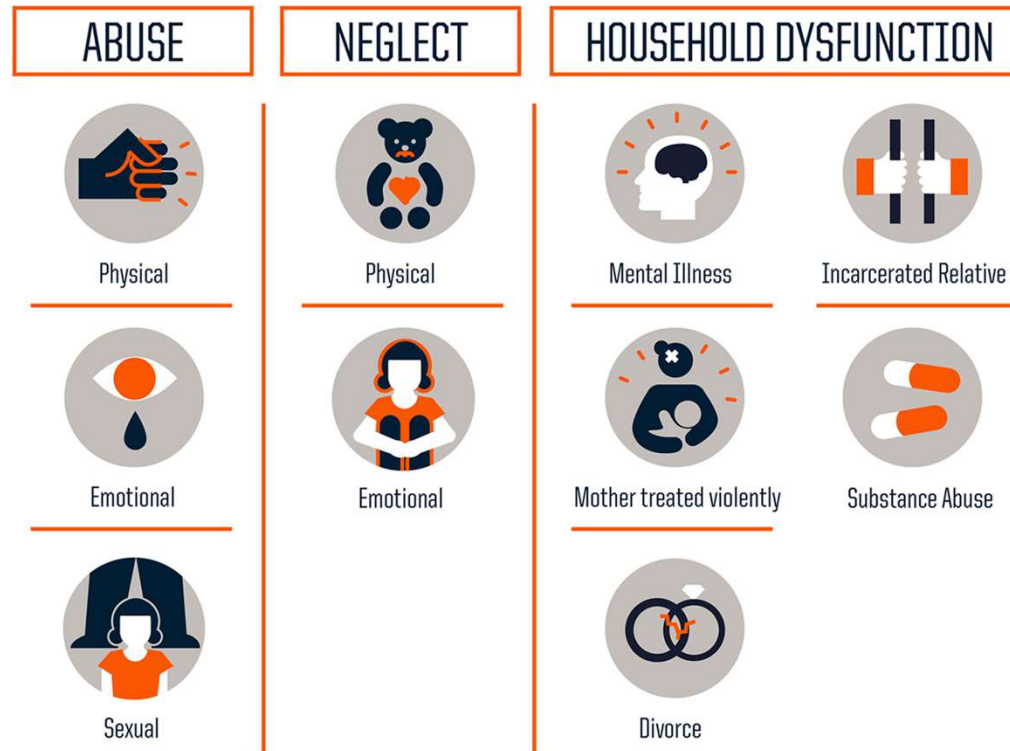 ABUSE
NEGLECT
HOUSEHOLD DYSFUNCTION
Physical
Emotional
Sexual
Physical
Emotional
Mental Illness
Incarcerated Relative
Mother treated violently
Substance Abuse
Divorce